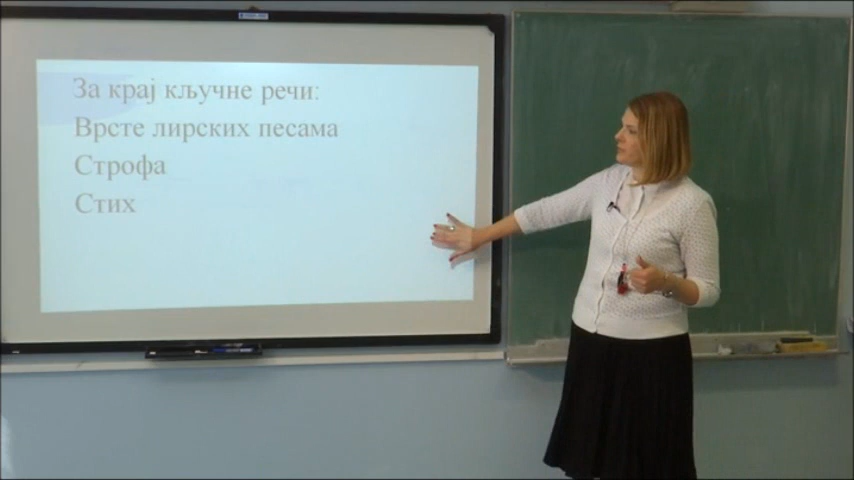 За крај кључне речи:
Врсте лирских песама
Строфа
Стих